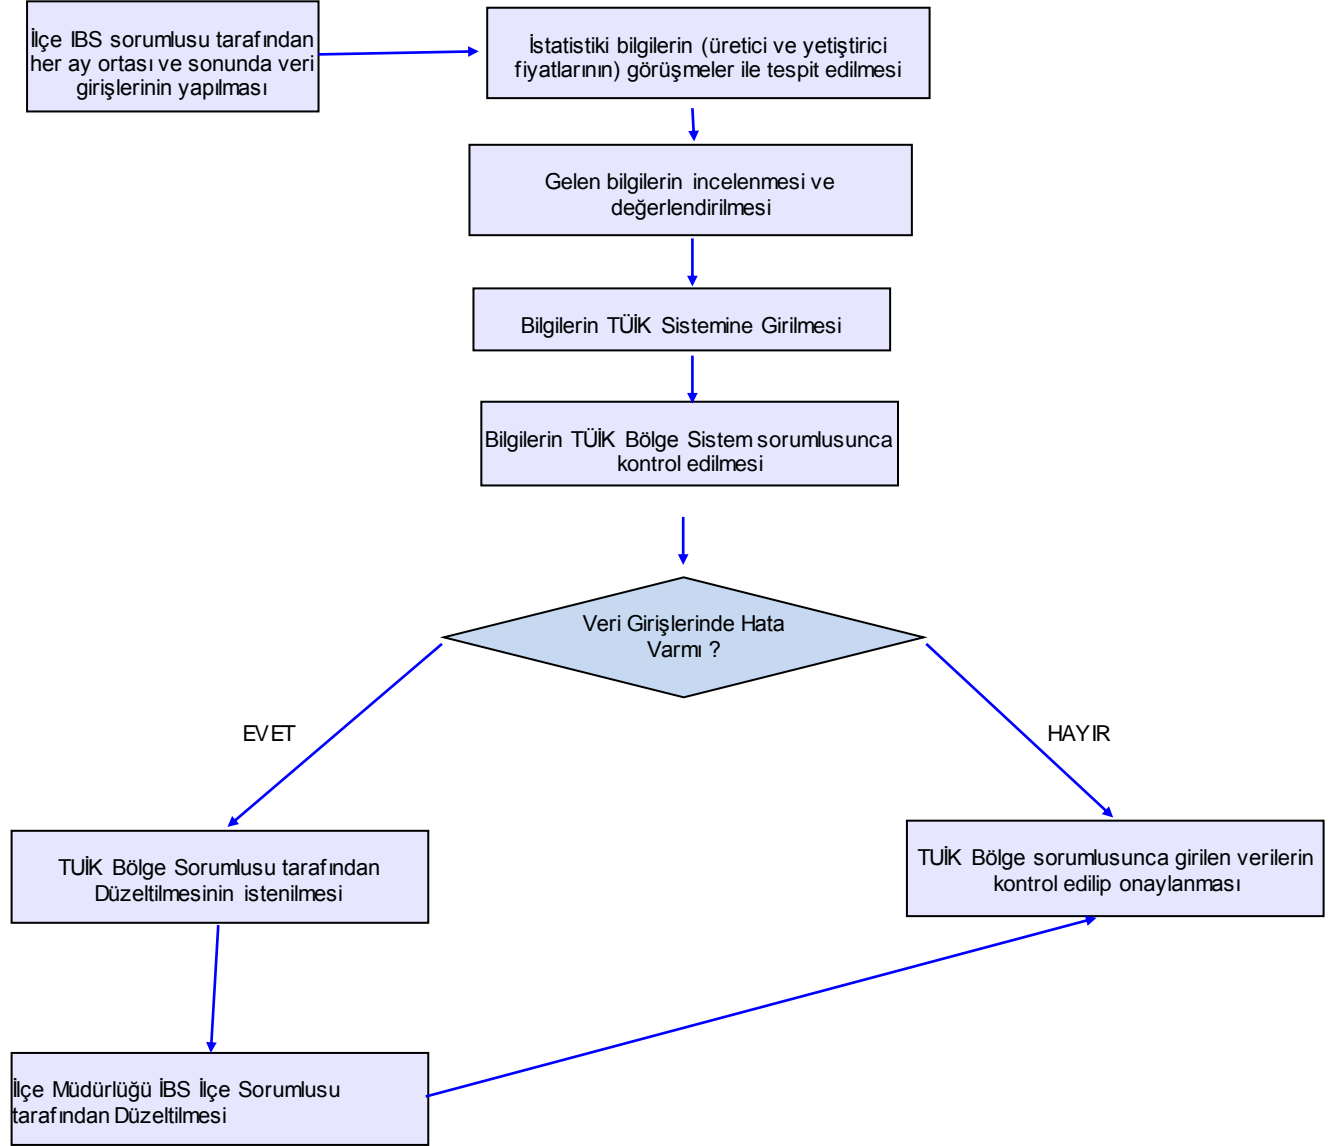 İlçe IBS sorumlusu tarafından
her ay ortası ve sonunda veri
girişlerinin yapılması
İstatistiki bilgilerin (üretici ve yetiştirici
fiyatlarının) görüşmeler ile tespit edilmesi
Gelen bilgilerin incelenmesi ve
değerlendirilmesi
Bilgilerin TÜİK Sistemine Girilmesi
Bilgilerin TÜİK Bölge Sistem sorumlusunca
kontrol edilmesi
Veri Girişlerinde Hata
Varmı ?
EVET
HAYIR
TUİK Bölge Sorumlusu tarafından
Düzeltilmesinin istenilmesi
TUİK Bölge sorumlusunca girilen verilerin
kontrol edilip onaylanması
İlçe Müdürlüğü İBS İlçe Sorumlusu
tarafından Düzeltilmesi